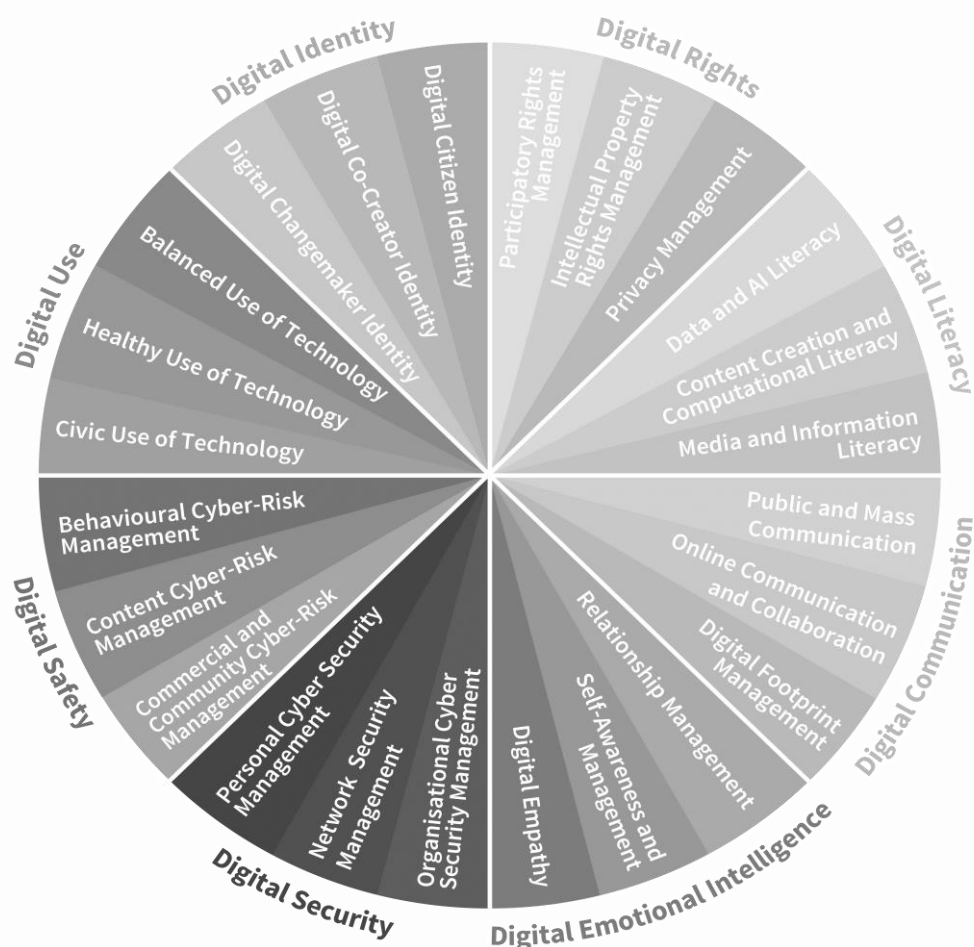 Digital Identity
Digital Citizen Identity
Digital Co-Creator Identity
Digital Changemaker Identity
Digital Rights
Participatory Rights
Management
Intellectual Property
Rights Management
Privacy Management
Digital Literacy
Data and AI Literacy
Content Creation and
Computational Literacy
Media and Information
Literacy
Digital Communication
Public and Mass
Communication
Online Communication
and Collaboration
Digital Footprint
Management
Digital Emotional Intelligence
Relationship Management
Self-Awareness and
Management
Digital Empathy
Digital Security
Organisational Cyber
Security Management
Network Security
Management
Personal Cyber Security
Management
Digital Safety
Commercial and
Community Cyber-Risk
Management
Content Cyber-Risk
Management
Behavioural Cyber-Risk
Management
Digital Use
Civic Use of Technology
Healthy Use of Technology
Balanced Use of Technology